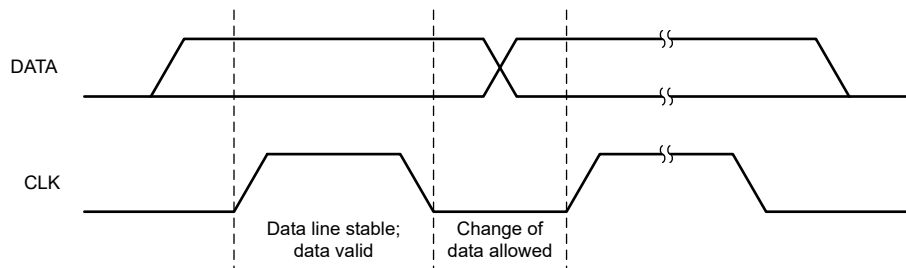 DATA
CLK
Data line stable;
data valid
Change of
data allowed